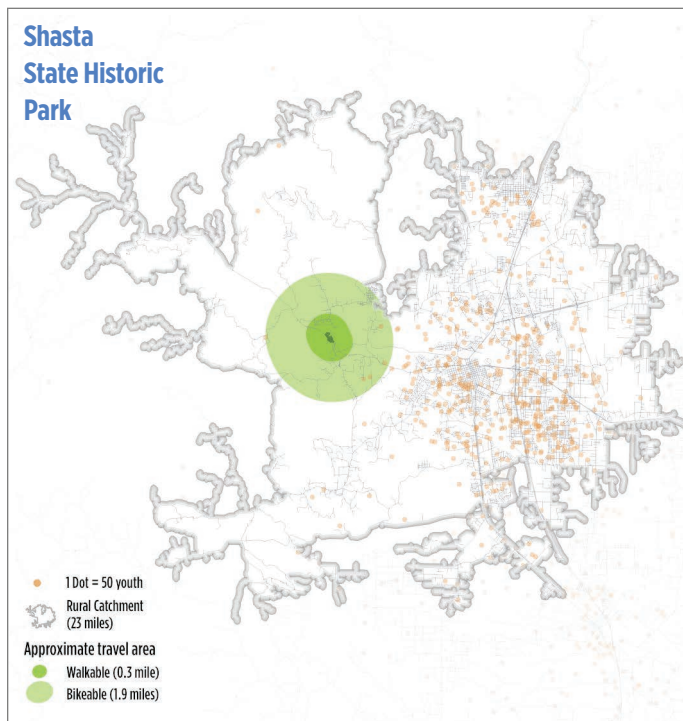 Shasta
State Historic
Park
1 Dot = 50 youth
Rural Catchment
(23 miles)
Approximate travel area
Walkable (0.3 mile)
Bikeable (1.9 miles)